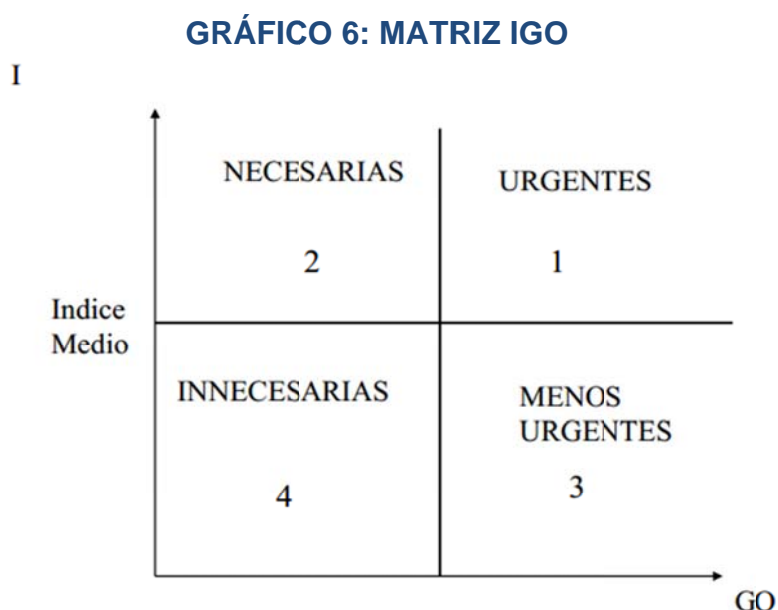 GRÁFICO 6: MATRIZ IGO
I
NECESARIAS
2
URGENTES
1
Indice
Medio
INNECESARIAS
4
MENOS
URGENTES
3
GO